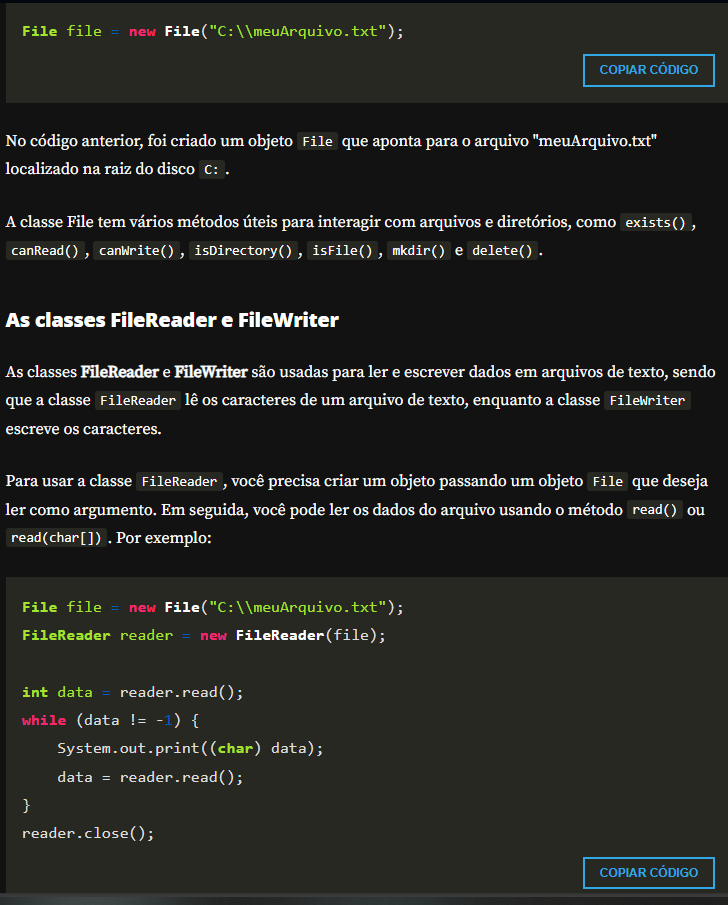 File file = new File("C:\\meuArquivo.txt");
COPIAR CÓDIGO
No código anterior, foi criado um objeto File que aponta para o arquivo "meuArquivo.txt"
localizado na raiz do disco C: .
A classe File tem vários métodos úteis para interagir com arquivos e diretórios, como exists() ,
canRead() , canWrite() , isDirectory() , isFile() , mkdir() e delete() .
As classes FileReader e FileWriter
As classes FileReader e FileWriter são usadas para ler e escrever dados em arquivos de texto, sendo
que a classe FileReader lê os caracteres de um arquivo de texto, enquanto a classe FileWriter
escreve os caracteres.
Para usar a classe FileReader , você precisa criar um objeto passando um objeto File que deseja
ler como argumento. Em seguida, você pode ler os dados do arquivo usando o método read() ou
read(char[]) . Por exemplo:
File file = new File("C:\\meuArquivo.txt");
FileReader reader = new FileReader(file);
int data = reader.read();
while (data != -1) {
    System.out.print((char) data);
    data = reader.read();
}
reader.close();
COPIAR CÓDIGO